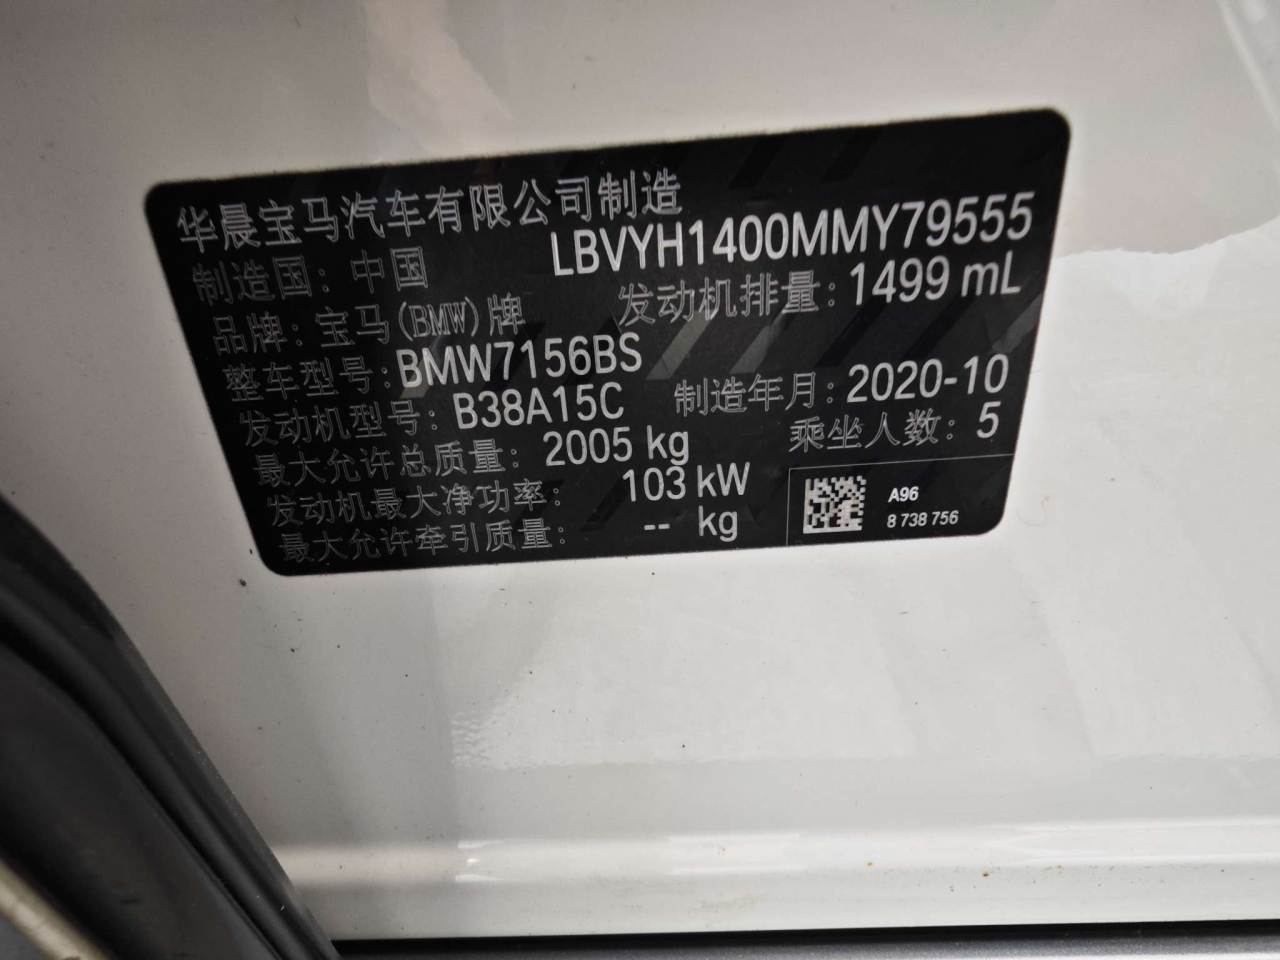 华晨宝马汽车有限公司制造
LBVYH1400MMY79555
制造国: 中国
发动机排量: 1499 mL
品牌: 宝马(BMW)牌
整车型号: BMW7156BS
制造年月: 2020-10
发动机型号: B38A15C
乘坐人数: 5
最大允许总质量: 2005 kg
发动机最大净功率: 103 kW
最大允许牵引质量: -- kg
A96
8 738 756